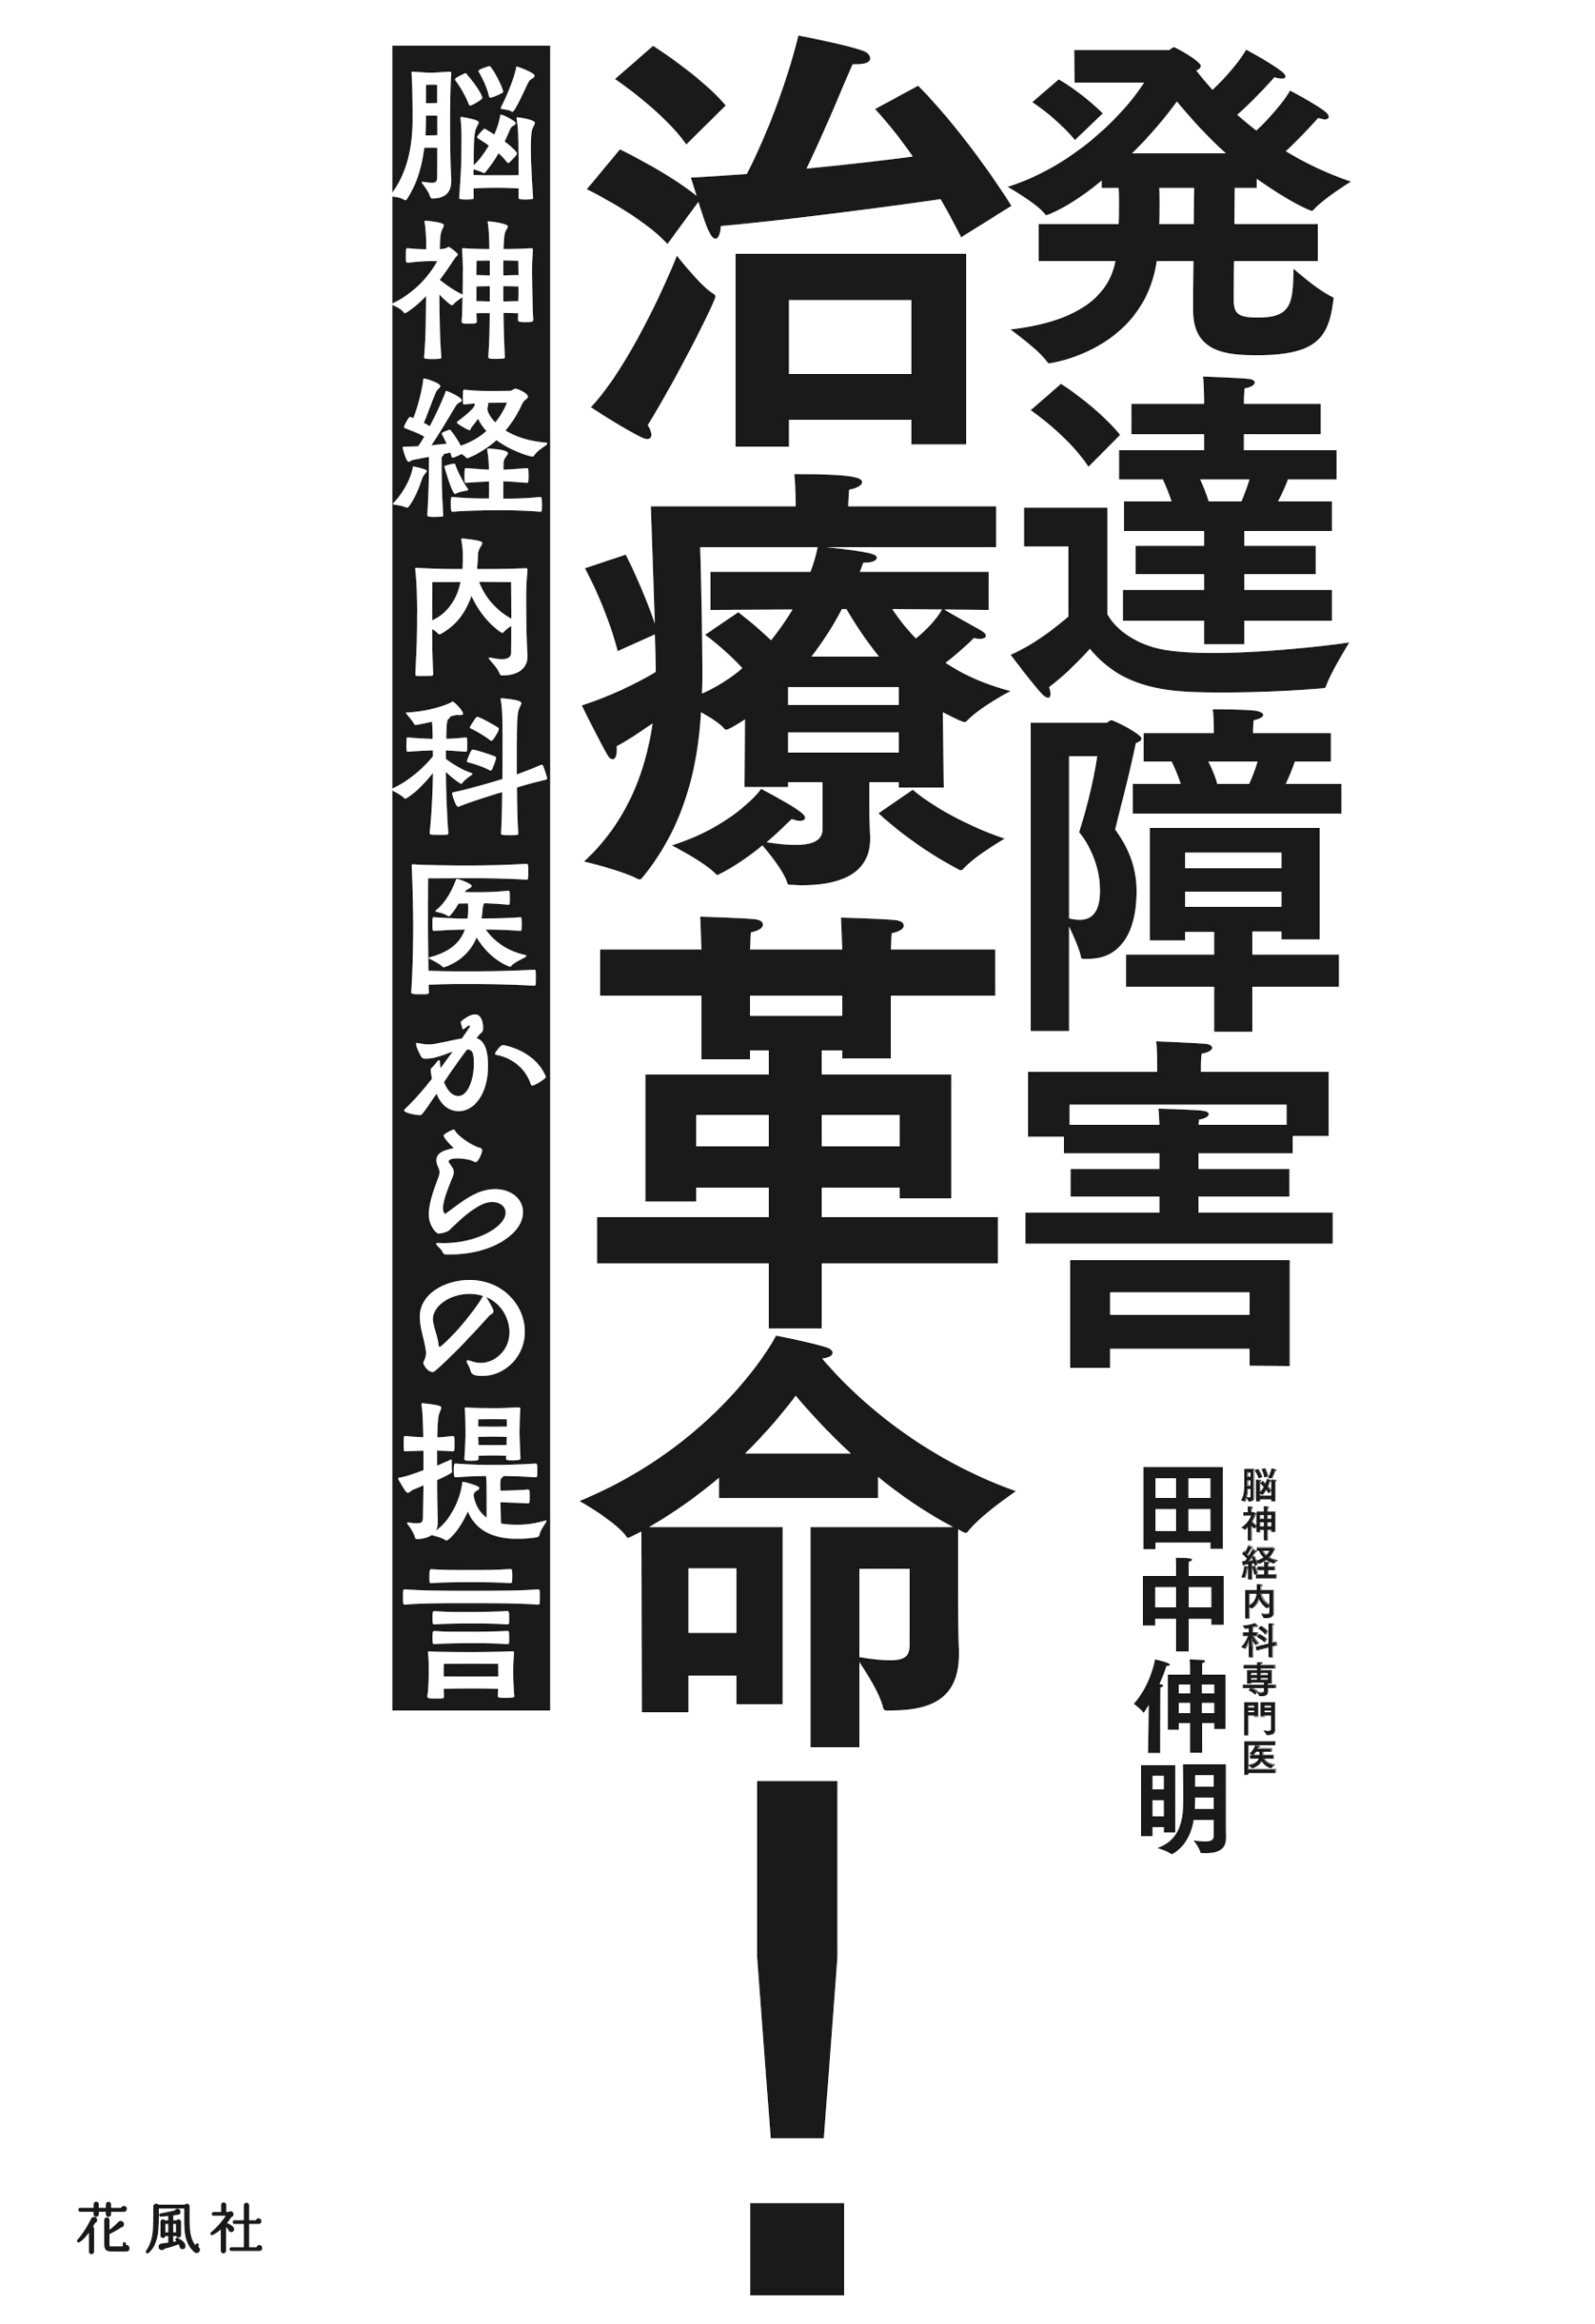 発達障害
治療革命!
脳神経内科医からの提言
脳神経内科専門医
田中伸明
花風社